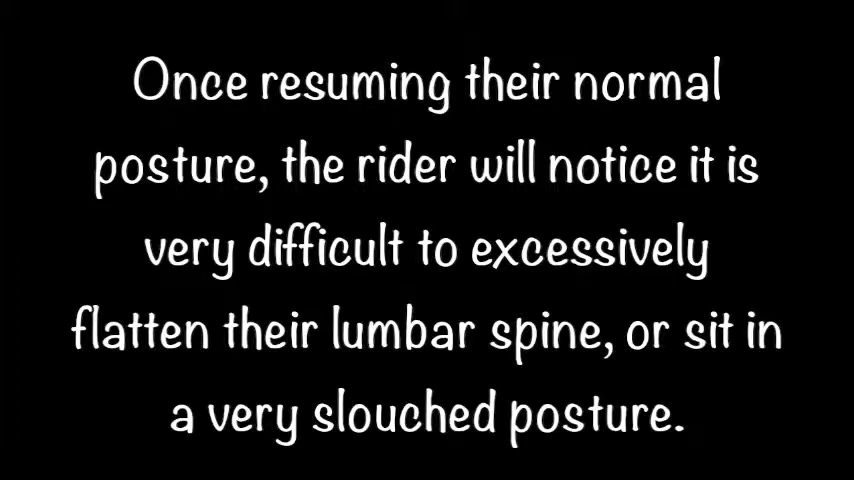 Once resuming their normal
posture, the rider will notice it is
very difficult to excessively
flatten their lumbar spine, or sit in
a very slouched posture.